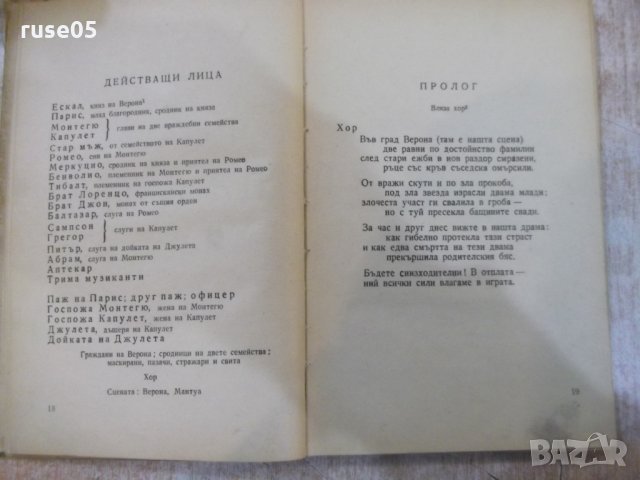 ruse05
ДЕЙСТВАЩИ ЛИЦА
Ескал, княз на Верона¹
Парис, млад благородник, сродник на княза
Монтегю
Капулет } глави на две враждебни семейства
Стар мъж, от семейството на Капулет
Ромео, син на Монтегю
Меркуцио, сродник на княза и приятел на Ромео
Бенволио, племенник на Монтегю и приятел на Ромео
Тибалт, племенник на госпожа Капулет
Брат Лоренцо, францискански монах
Брат Джон, монах от същия орден
Балтазар, слуга на Ромео
Сампсон
Грегор } слуги на Капулет
Питър, слуга на дойката на Джулета
Абрам, слуга на Монтегю
Аптекар
Трима музиканти
Паж на Парис; друг паж; офицер
Госпожа Монтегю, жена на Монтегю
Госпожа Капулет, жена на Капулет
Джулета, дъщеря на Капулет
Дойката на Джулета
Граждани на Верона; сродници на двете семейства;
маскирани, пазачи, стражари и свита
Хор
Сцената: Верона, Мантуа
18
ПРОЛОГ
Влиза хор²
Хор
Във град Верона (там е нашта сцена)
две равни по достойнство фамилии
след стари ежби в нов раздор смразени,
ръце със кръв съседска омърсили.
От вражи скути и по зла прокоба,
под зла звезда израсли двама млади;
злочеста участ ги свалила в гроба —
но с туй пресекла бащините свади.
За час и друг днес вижте в нашта драма:
как гибелно протекла тази страст
и как едва смъртта на тези двама
прекършила родителския бяс.
Бъдете снизходителни! В отплата —
ний всички сили влагаме в играта.
19
BAZAR.bg